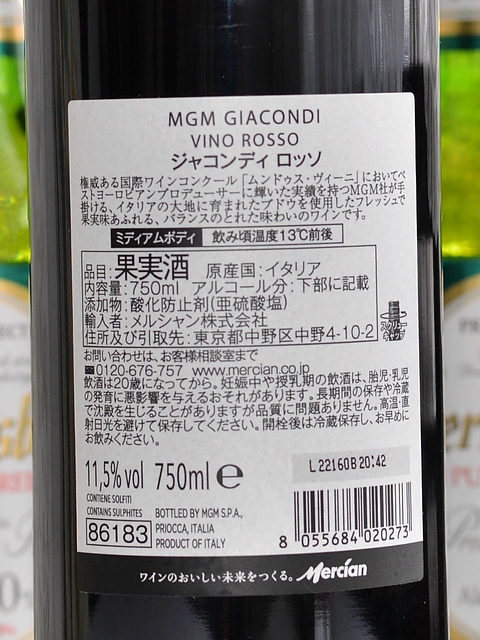 MGM GIACONDI
VINO ROSSO
ジャコンディ ロッソ
権威ある国際ワインコンクール「ムンドゥス・ヴィーニ」においてベ
ストヨーロピアンプロデューサーに輝いた実績を持つMGM社が手
掛ける、イタリアの大地に育まれたブドウを使用したフレッシュで
果実味あふれる、バランスのとれた味わいのワインです。
ミディアムボディ 飲み頃温度13℃前後
品目:果実酒 原産国:イタリア
内容量:750ml アルコール分:下部に記載
添加物:酸化防止剤(亜硫酸塩)
輸入者:メルシャン株式会社
住所及び引取先:東京都中野区中野4-10-2
スクリューキャップ
お問い合わせは、お客様相談室まで
☎0120-676-757 www.mercian.co.jp
飲酒は20歳になってから。妊娠中や授乳期の飲酒は、胎児・乳児
の発育に悪影響を与えるおそれがあります。長期間の保存や冷蔵
で沈殿を生じることがありますが品質に問題ありません。高温・直
射日光を避けて保存してください。開栓後は冷蔵保存し、お早めに
お飲みください。
11,5% vol 750ml ℮
L22160B 20:42
CONTIENE SOLFITI
CONTAINS SULPHITES
86183
BOTTLED BY MGM S.P.A.,
PRIOCCA, ITALIA
PRODUCT OF ITALY
8 055684 020273
ワインのおいしい未来をつくる。 Mercian